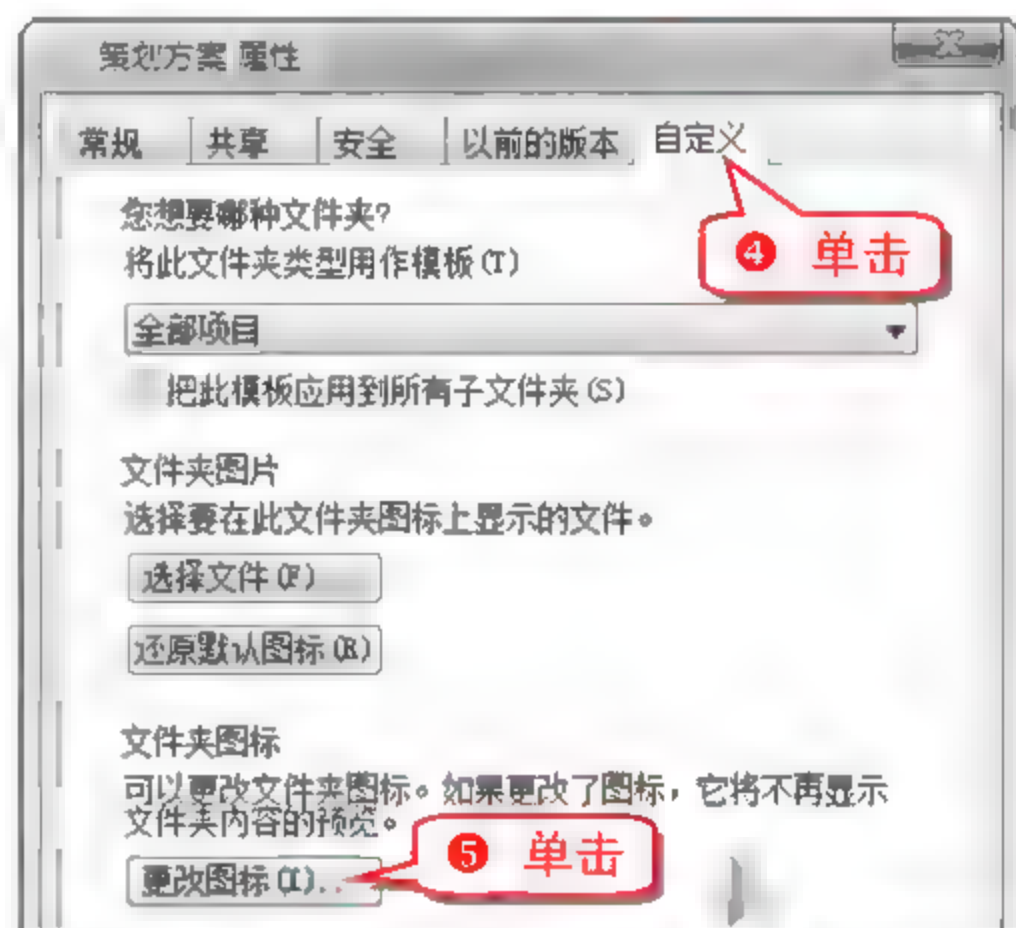 策划方案 属性
常规 共享 安全 以前的版本 自定义
❹ 单击
您想要哪种文件夹?
将此文件夹类型用作模板(T)
全部项目
把此模板应用到所有子文件夹(S)
文件夹图片
选择要在此文件夹图标上显示的文件。
选择文件(F)
还原默认图标(R)
文件夹图标
可以更改文件夹图标。如果更改了图标，它将不再显示
文件夹内容的预览。
❺ 单击
更改图标(I)...